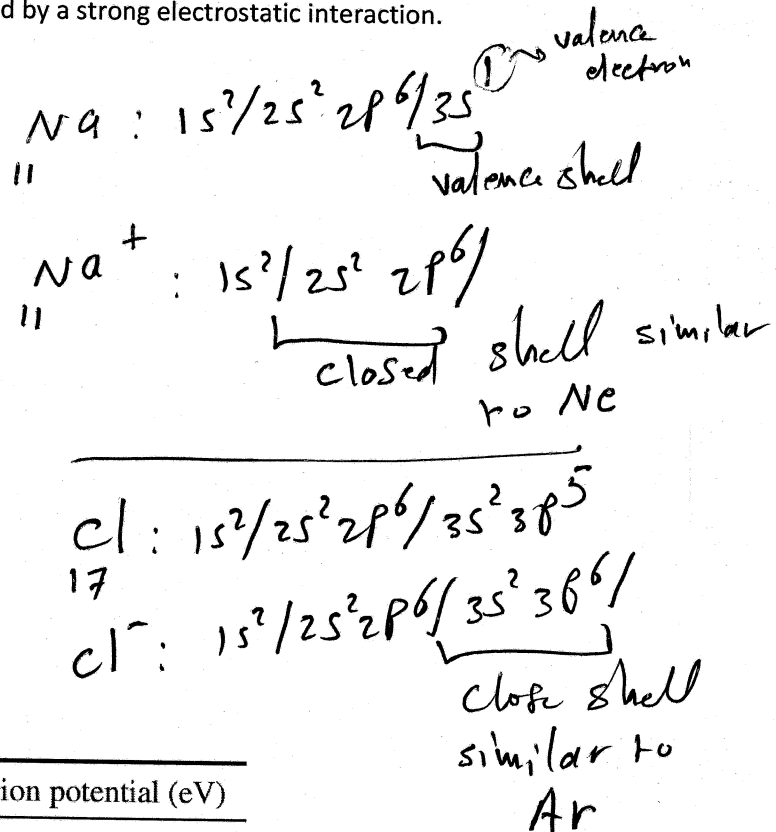 d by a strong electrostatic interaction.
valence
electron
Na : 1s²/2s² 2p⁶/3s¹
11
valence shell
Na⁺ : 1s²/2s² 2p⁶/
11
closed shell similar
to Ne
Cl : 1s²/2s²2p⁶/3s²3p⁵
17
Cl⁻ : 1s²/2s²2p⁶/3s²3p⁶/
close shell
similar to
Ar
ion potential (eV)